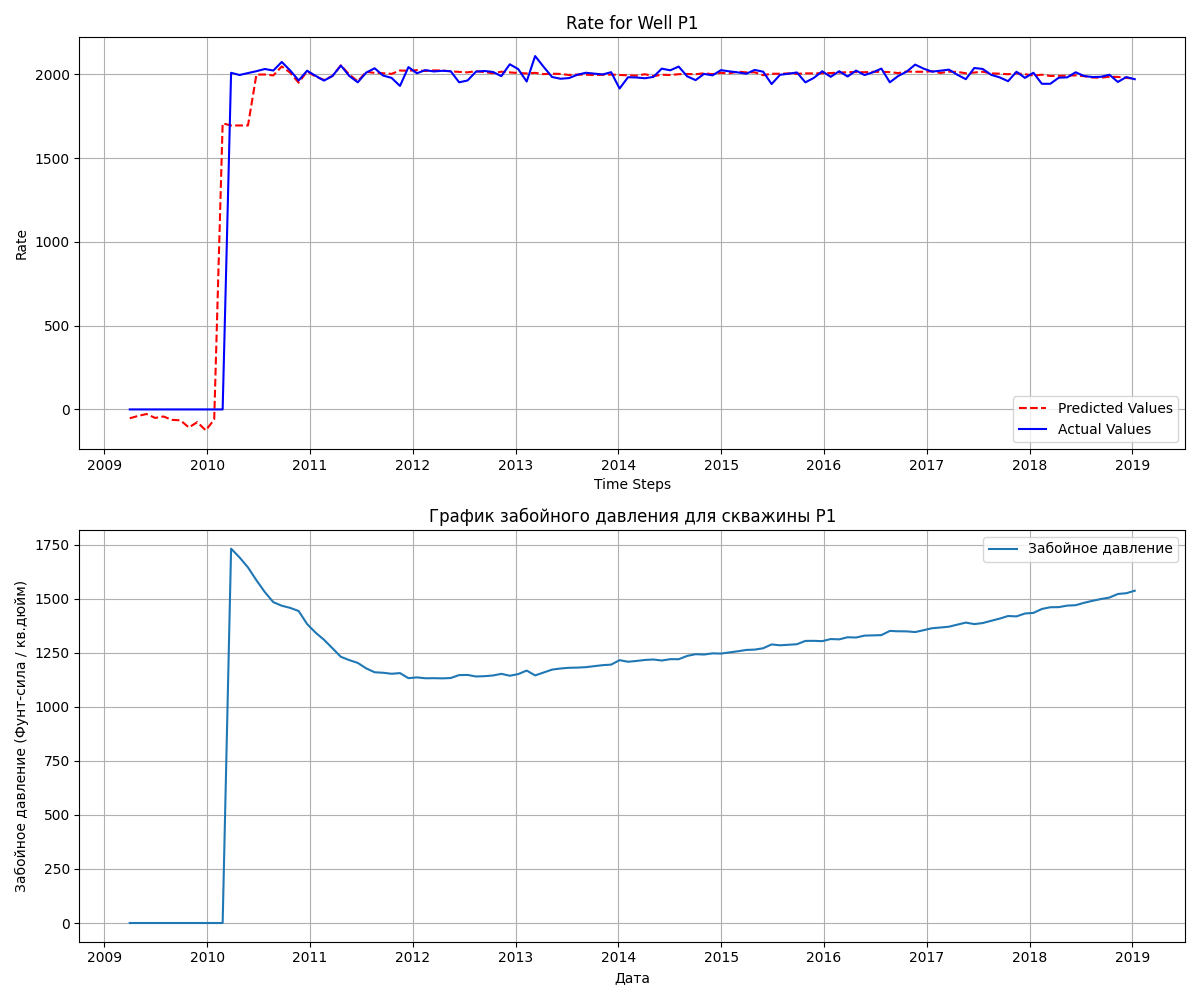 Rate for Well P1
Rate
2000
1500
1000
500
0
Predicted Values
Actual Values
2009 2010 2011 2012 2013 2014 2015 2016 2017 2018 2019
Time Steps
График забойного давления для скважины P1
Забойное давление (Фунт-сила / кв.дюйм)
1750
1500
1250
1000
750
500
250
0
Забойное давление
2009 2010 2011 2012 2013 2014 2015 2016 2017 2018 2019
Дата